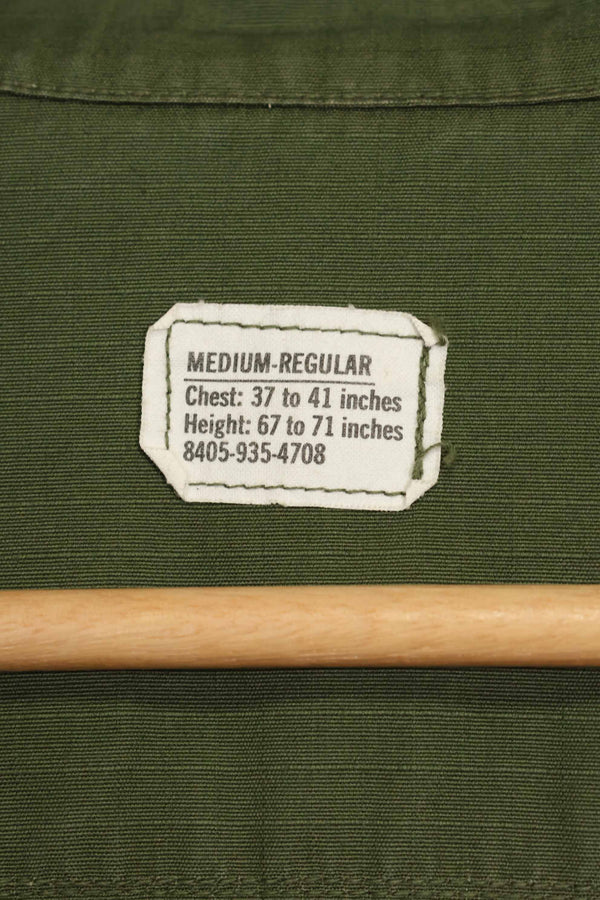 MEDIUM-REGULAR
Chest: 37 to 41 inches
Height: 67 to 71 inches
8405-935-4708